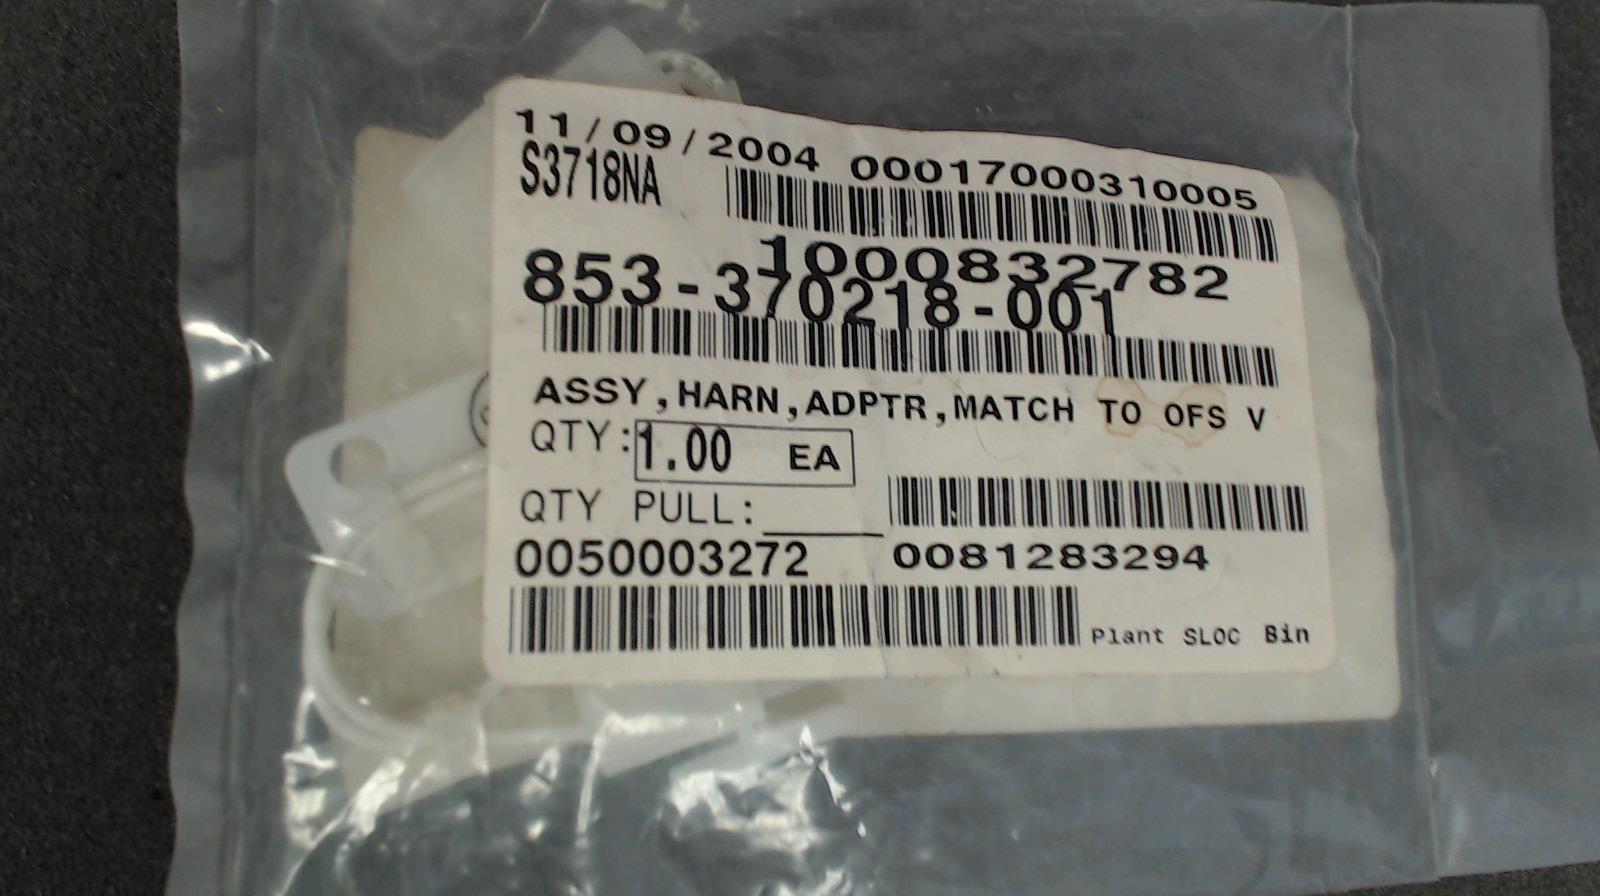 11/09/2004 00017000310005
S3718NA
1000832782
853-370218-001
ASSY,HARN,ADPTR,MATCH TO OFS V
QTY: 1.00 EA
QTY PULL:
0050003272 0081283294
Plant SLOC Bin